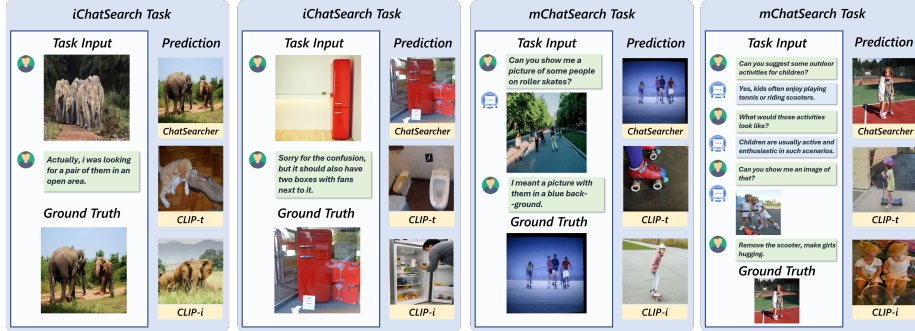 iChatSearch Task
Task Input
Prediction
ChatSearcher
Actually, i was looking
for a pair of them in an
open area.
CLIP-t
Ground Truth
CLIP-i
iChatSearch Task
Task Input
Prediction
ChatSearcher
Sorry for the confusion,
but it should also have
two boxes with fans
next to it.
CLIP-t
Ground Truth
CLIP-i
mChatSearch Task
Task Input
Prediction
Can you show me a
picture of some people
on roller skates?
ChatSearcher
I meant a picture with
them in a blue back-
-ground.
CLIP-t
Ground Truth
CLIP-i
mChatSearch Task
Task Input
Prediction
Can you suggest some outdoor
activities for children?
Yes, kids often enjoy playing
tennis or riding scooters.
What would those activities
look like?
ChatSearcher
Children are usually active and
enthusiastic in such scenarios.
Can you show me an image of
that?
CLIP-t
Remove the scooter, make girls
hugging.
Ground Truth
CLIP-i